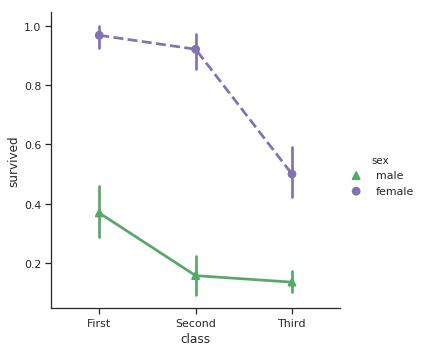 1.0
0.8
0.6
0.4
0.2
survived
First Second Third
class
sex
male
female